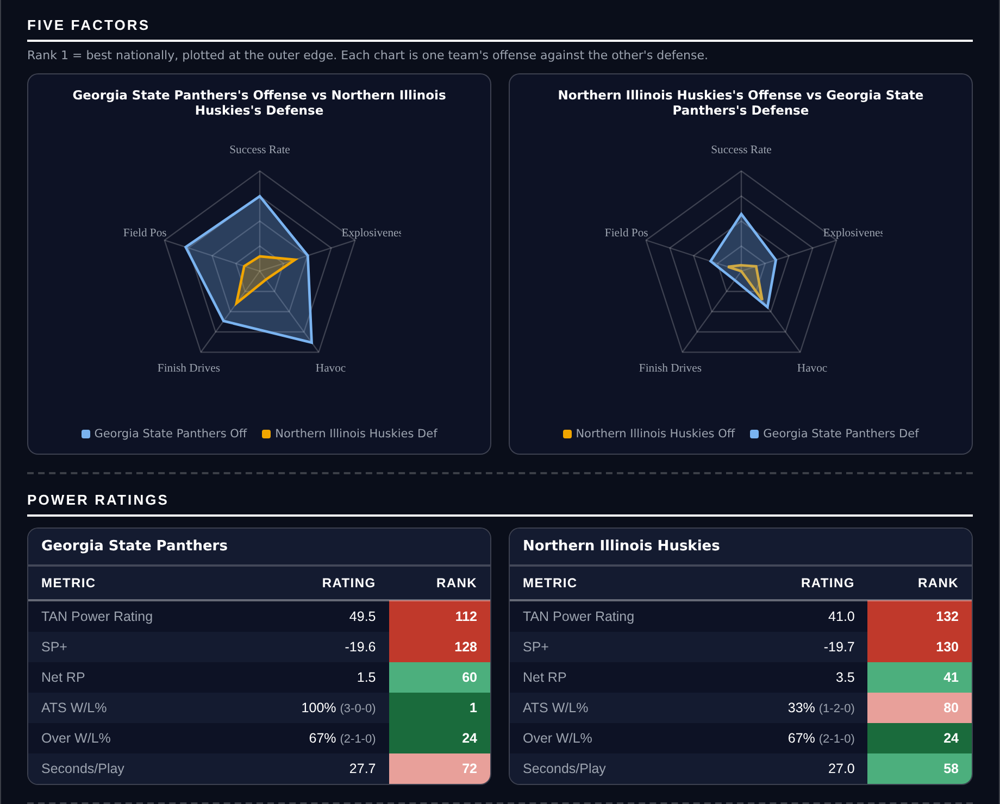 FIVE FACTORS
Rank 1 = best nationally, plotted at the outer edge. Each chart is one team's offense against the other's defense.
Georgia State Panthers's Offense vs Northern Illinois
Huskies's Defense
Success Rate
Field Pos
Explosivenes
Finish Drives
Havoc
Georgia State Panthers Off
Northern Illinois Huskies Def
Northern Illinois Huskies's Offense vs Georgia State
Panthers's Defense
Success Rate
Field Pos
Explosivenes
Finish Drives
Havoc
Northern Illinois Huskies Off
Georgia State Panthers Def
POWER RATINGS
Georgia State Panthers
METRIC RATING RANK
TAN Power Rating 49.5 112
SP+ -19.6 128
Net RP 1.5 60
ATS W/L% 100% (3-0-0) 1
Over W/L% 67% (2-1-0) 24
Seconds/Play 27.7 72
Northern Illinois Huskies
METRIC RATING RANK
TAN Power Rating 41.0 132
SP+ -19.7 130
Net RP 3.5 41
ATS W/L% 33% (1-2-0) 80
Over W/L% 67% (2-1-0) 24
Seconds/Play 27.0 58